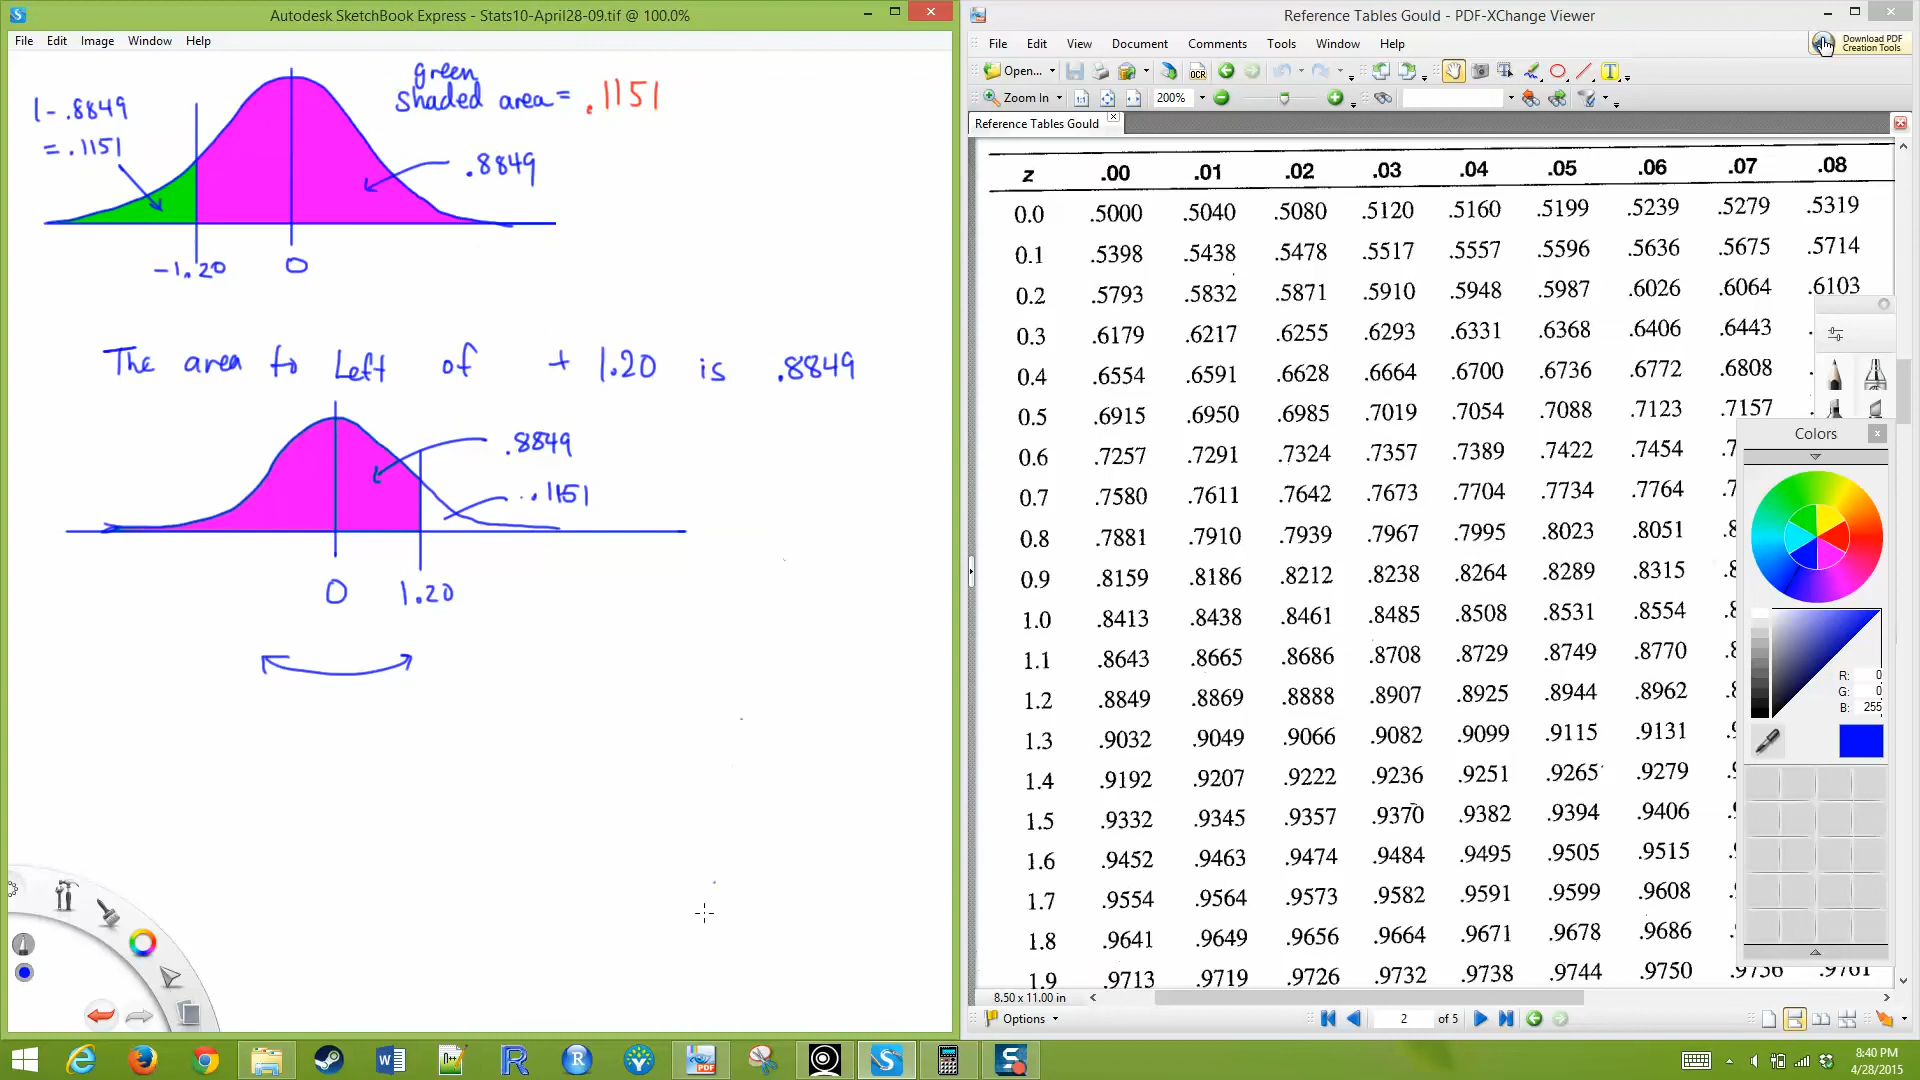 Autodesk SketchBook Express - Stats10-April28-09.tif @ 100.0%
File Edit Image Window Help
green
shaded area = .1151
1 - .8849
= .1151
.8849
-1.20 0
The area to Left of + 1.20 is .8849
.8849
.1151
0 1.20
Reference Tables Gould - PDF-XChange Viewer
File Edit View Document Comments Tools Window Help
Download PDF
Creation Tools
Open...
OCR
Zoom In 200%
Reference Tables Gould
z .00 .01 .02 .03 .04 .05 .06 .07 .08
0.0 .5000 .5040 .5080 .5120 .5160 .5199 .5239 .5279 .5319
0.1 .5398 .5438 .5478 .5517 .5557 .5596 .5636 .5675 .5714
0.2 .5793 .5832 .5871 .5910 .5948 .5987 .6026 .6064 .6103
0.3 .6179 .6217 .6255 .6293 .6331 .6368 .6406 .6443
0.4 .6554 .6591 .6628 .6664 .6700 .6736 .6772 .6808
0.5 .6915 .6950 .6985 .7019 .7054 .7088 .7123 .7157
0.6 .7257 .7291 .7324 .7357 .7389 .7422 .7454
0.7 .7580 .7611 .7642 .7673 .7704 .7734 .7764
0.8 .7881 .7910 .7939 .7967 .7995 .8023 .8051
0.9 .8159 .8186 .8212 .8238 .8264 .8289 .8315
1.0 .8413 .8438 .8461 .8485 .8508 .8531 .8554
1.1 .8643 .8665 .8686 .8708 .8729 .8749 .8770
1.2 .8849 .8869 .8888 .8907 .8925 .8944 .8962
1.3 .9032 .9049 .9066 .9082 .9099 .9115 .9131
1.4 .9192 .9207 .9222 .9236 .9251 .9265 .9279
1.5 .9332 .9345 .9357 .9370 .9382 .9394 .9406
1.6 .9452 .9463 .9474 .9484 .9495 .9505 .9515
1.7 .9554 .9564 .9573 .9582 .9591 .9599 .9608
1.8 .9641 .9649 .9656 .9664 .9671 .9678 .9686
1.9 .9713 .9719 .9726 .9732 .9738 .9744 .9750
Colors
R: 0
G: 0
B: 255
8.50 x 11.00 in
Options 2 of 5
8:40 PM
4/28/2015